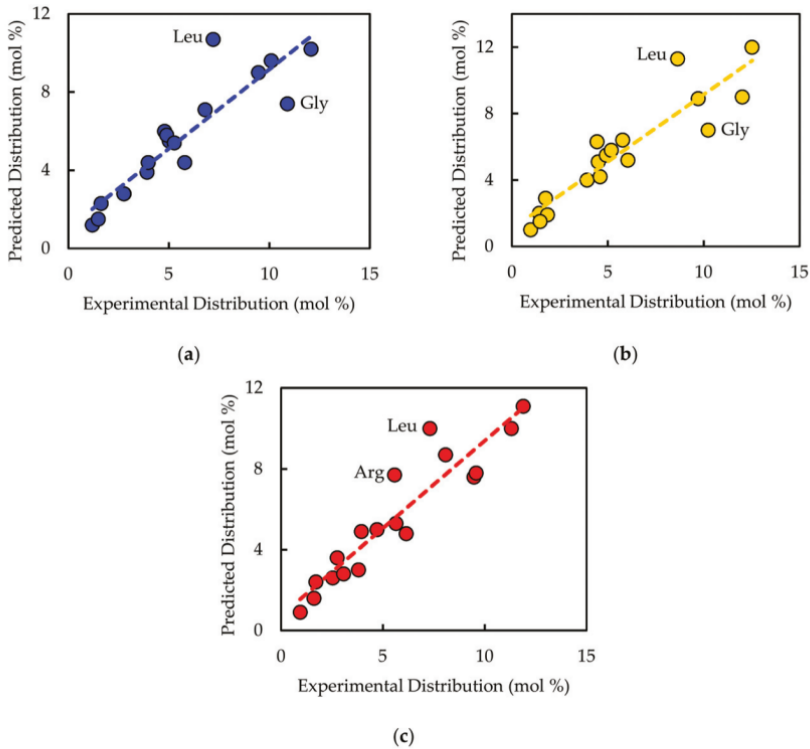 12
8
4
0
Predicted Distribution (mol %)
Leu
Gly
0 5 10 15
Experimental Distribution (mol %)
(a)
12
8
4
0
Predicted Distribution (mol %)
Leu
Gly
0 5 10 15
Experimental Distribution (mol %)
(b)
12
8
4
0
Predicted Distribution (mol %)
Leu
Arg
0 5 10 15
Experimental Distribution (mol %)
(c)